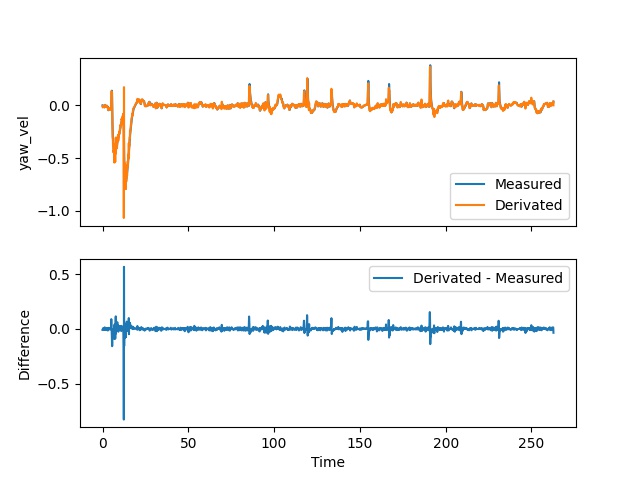 0.0
−0.5
−1.0
yaw_vel
Measured
Derivated
0.5
0.0
−0.5
Difference
Derivated - Measured
0 50 100 150 200 250
Time